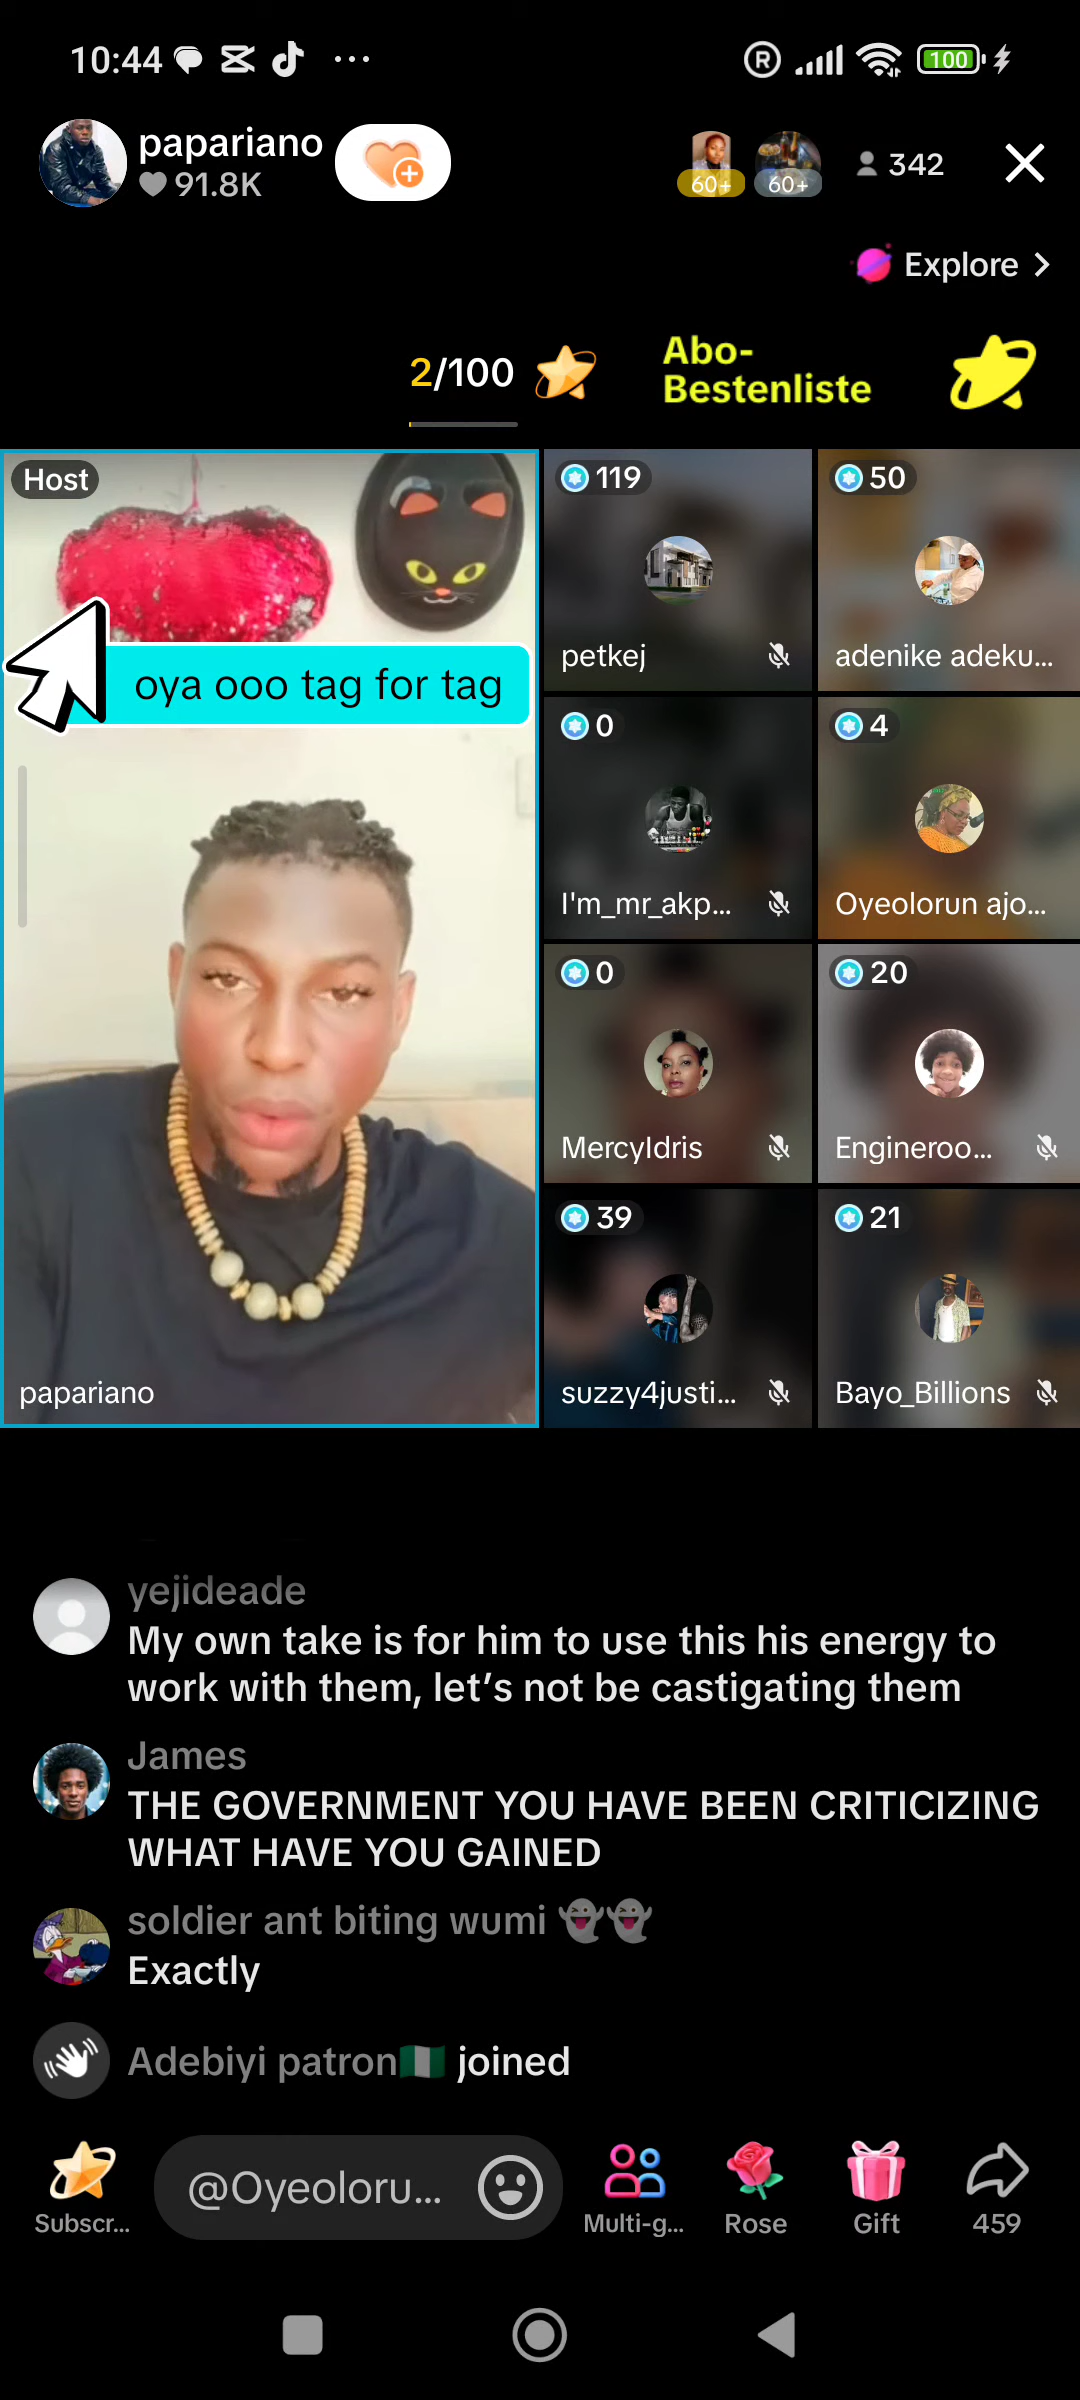 10:44
R
100
papariano
91.8K
60+
60+
342
Explore
2/100
Abo-
Bestenliste
Host
oya ooo tag for tag
papariano
119
petkej
50
adenike adeku...
0
I'm_mr_akp...
4
Oyeolorun ajo...
0
MercyIdris
20
Engineroo...
39
suzzy4justi...
21
Bayo_Billions
yejideade
My own take is for him to use this his energy to
work with them, let’s not be castigating them
James
THE GOVERNMENT YOU HAVE BEEN CRITICIZING
WHAT HAVE YOU GAINED
soldier ant biting wumi 👻👻
Exactly
Adebiyi patron🇳🇬 joined
@Oyeoloru...
Subscr...
Multi-g...
Rose
Gift
459